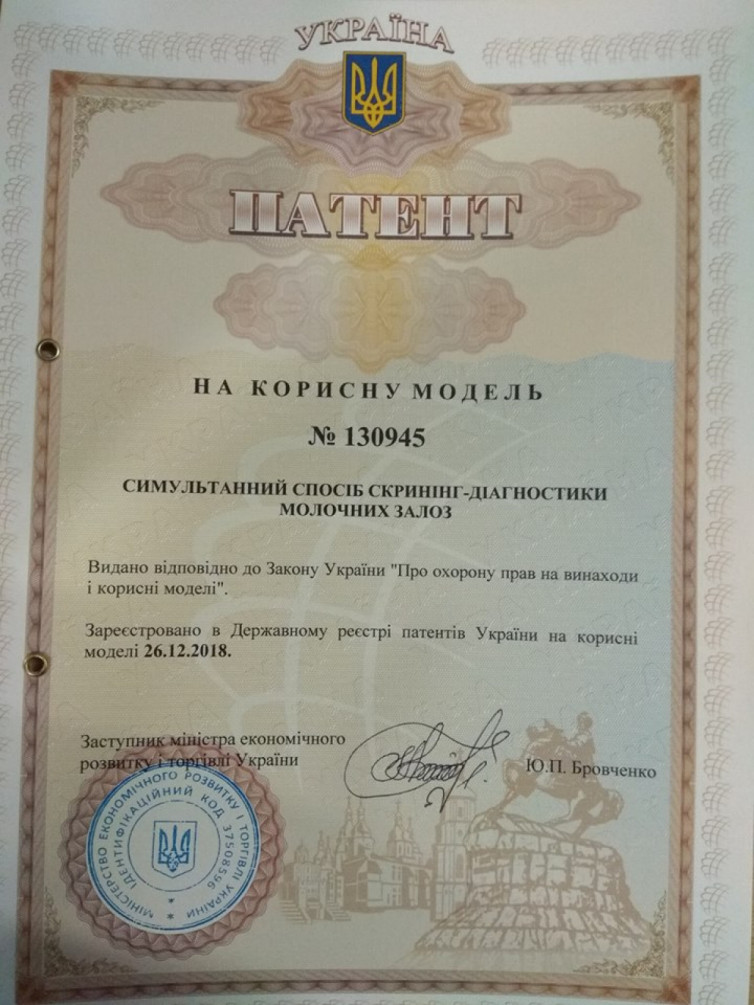 УКРАЇНА
ПАТЕНТ
НА КОРИСНУ МОДЕЛЬ
№ 130945
СИМУЛЬТАННИЙ СПОСІБ СКРИНІНГ-ДІАГНОСТИКИ
МОЛОЧНИХ ЗАЛОЗ
Видано відповідно до Закону України "Про охорону прав на винаходи
і корисні моделі".
Зареєстровано в Державному реєстрі патентів України на корисні
моделі 26.12.2018.
Заступник міністра економічного
розвитку і торгівлі України
Ю.П. Бровченко
МІНІСТЕРСТВО ЕКОНОМІЧНОГО РОЗВИТКУ І ТОРГІВЛІ УКРАЇНИ
ІДЕНТИФІКАЦІЙНИЙ КОД 37508596